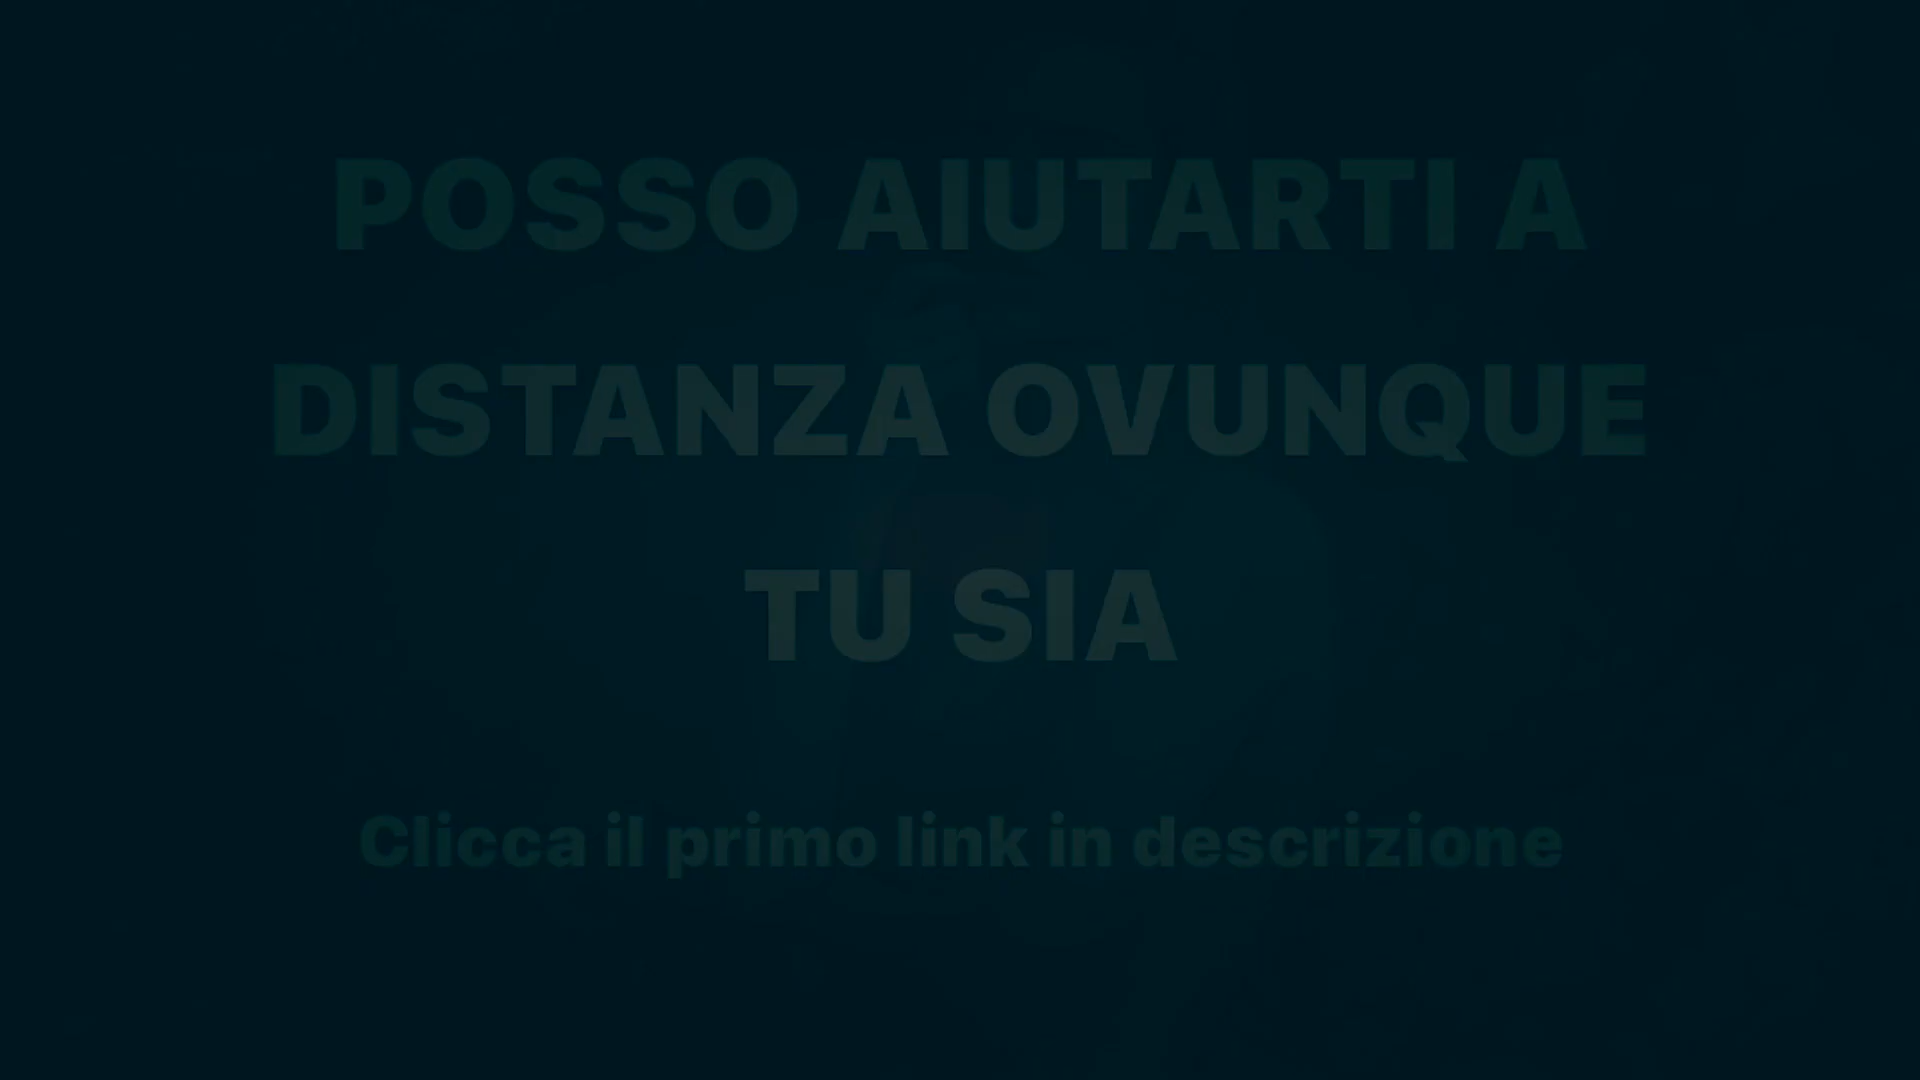 POSSO AIUTARTI A
DISTANZA OVUNQUE
TU SIA
Clicca il primo link in descrizione